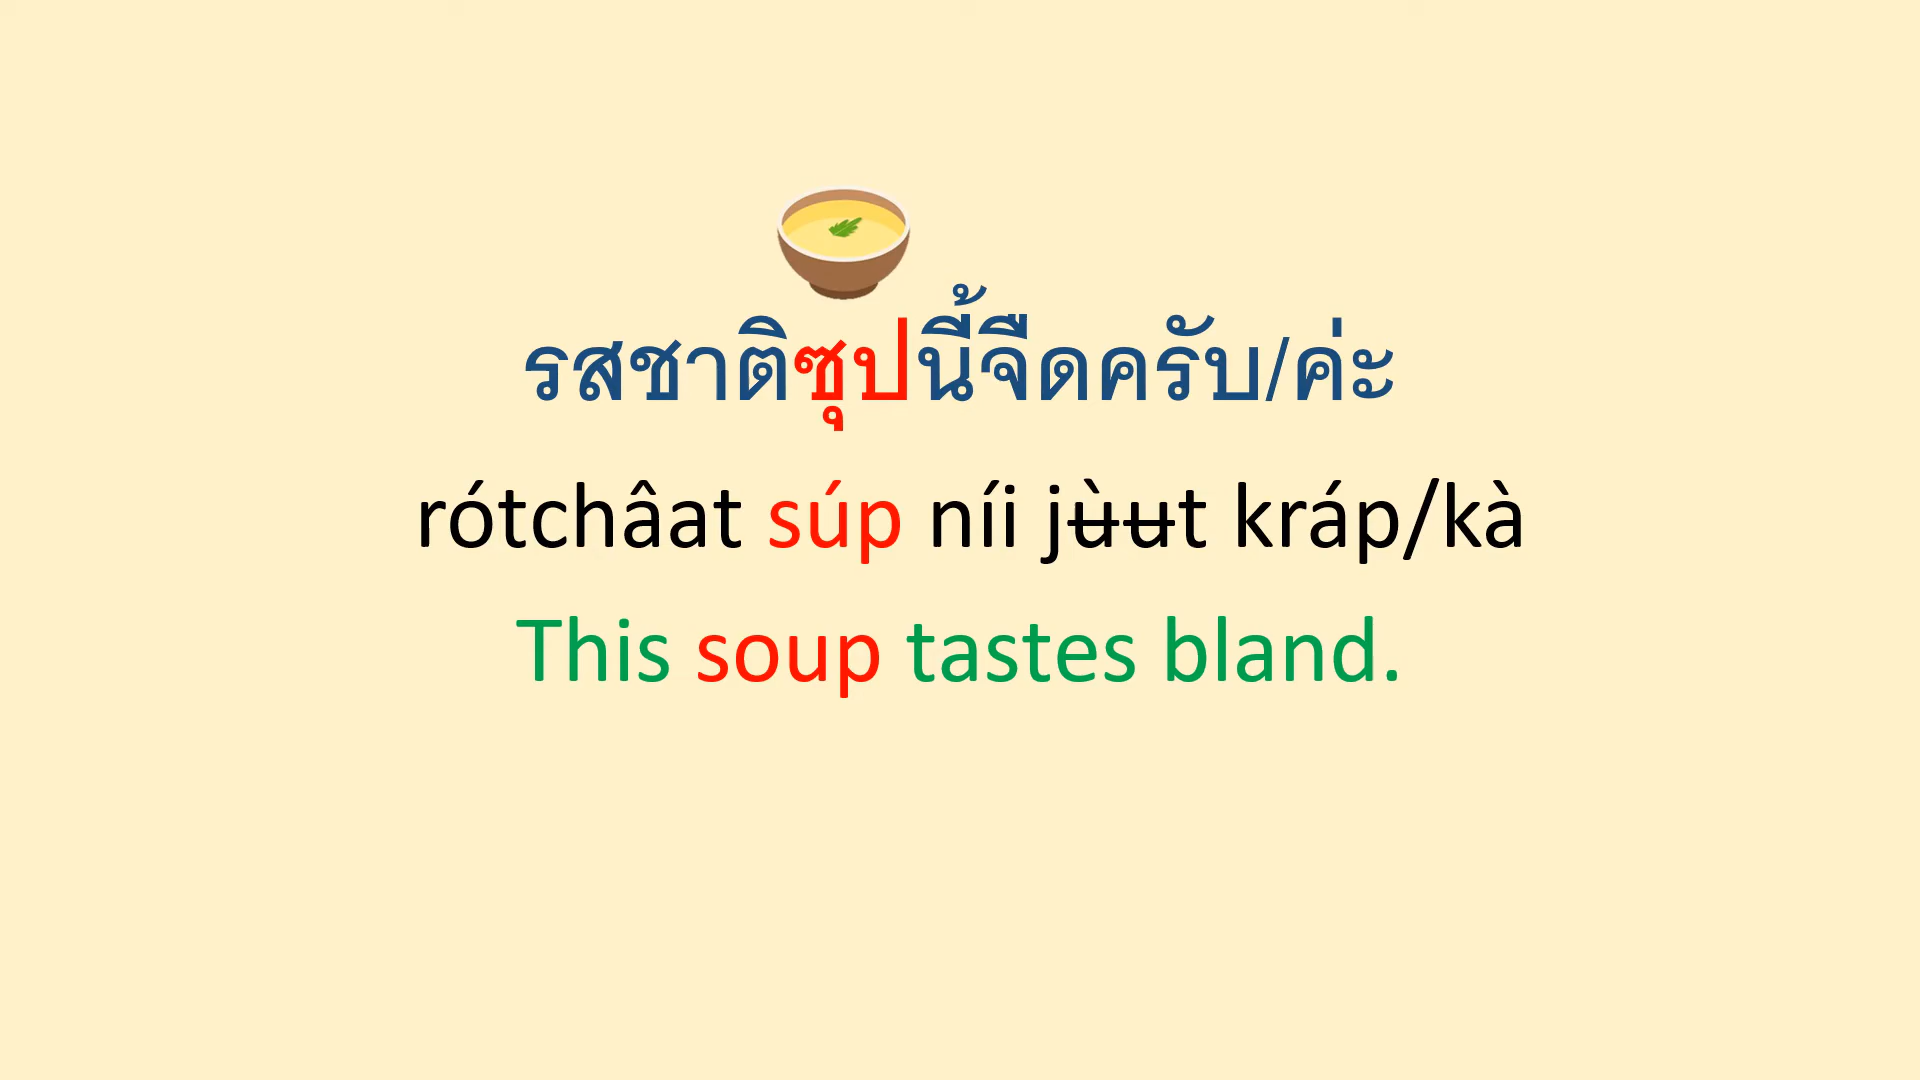 รสชาติซุปนี้จืดครับ/ค่ะ
rótchâat súp níi jʉ̀ʉt kráp/kà
This soup tastes bland.